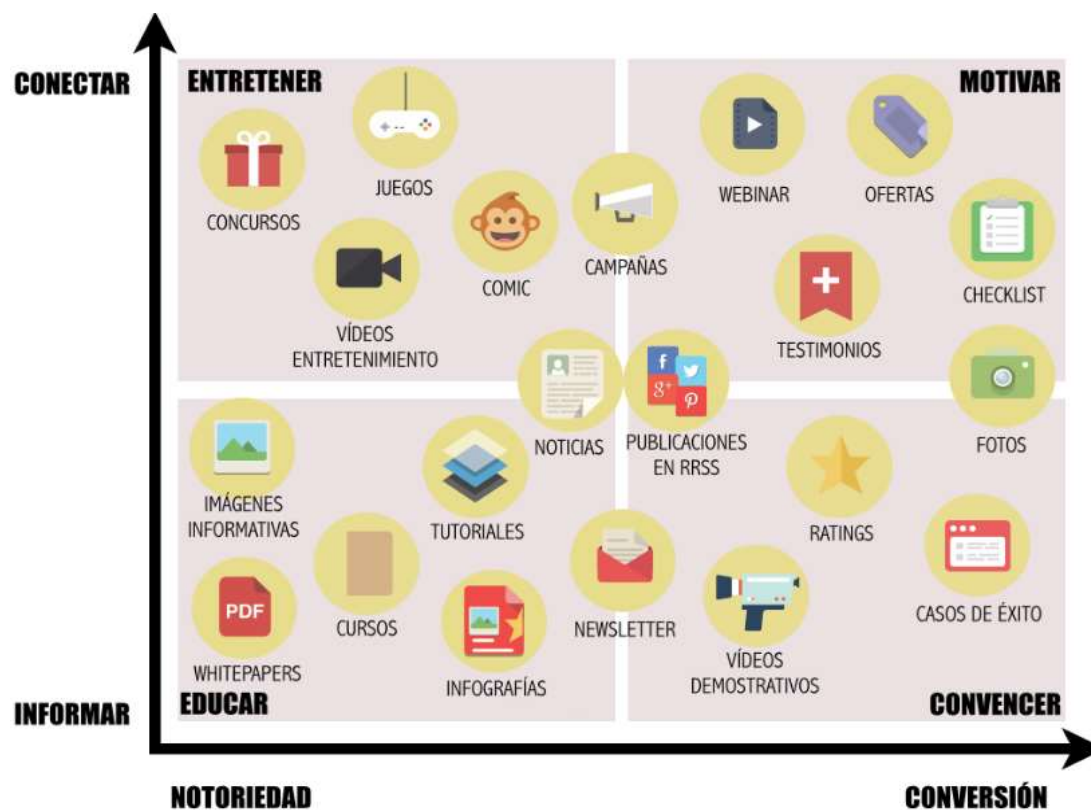 CONECTAR
ENTRETENER
MOTIVAR
JUEGOS
WEBINAR
OFERTAS
CONCURSOS
CAMPAÑAS
COMIC
CHECKLIST
VÍDEOS
ENTRETENIMIENTO
TESTIMONIOS
f
g+
NOTICIAS
PUBLICACIONES
EN RRSS
FOTOS
IMÁGENES
INFORMATIVAS
TUTORIALES
RATINGS
PDF
CURSOS
NEWSLETTER
CASOS DE ÉXITO
WHITEPAPERS
INFOGRAFÍAS
VÍDEOS
DEMOSTRATIVOS
INFORMAR
EDUCAR
CONVENCER
NOTORIEDAD
CONVERSIÓN